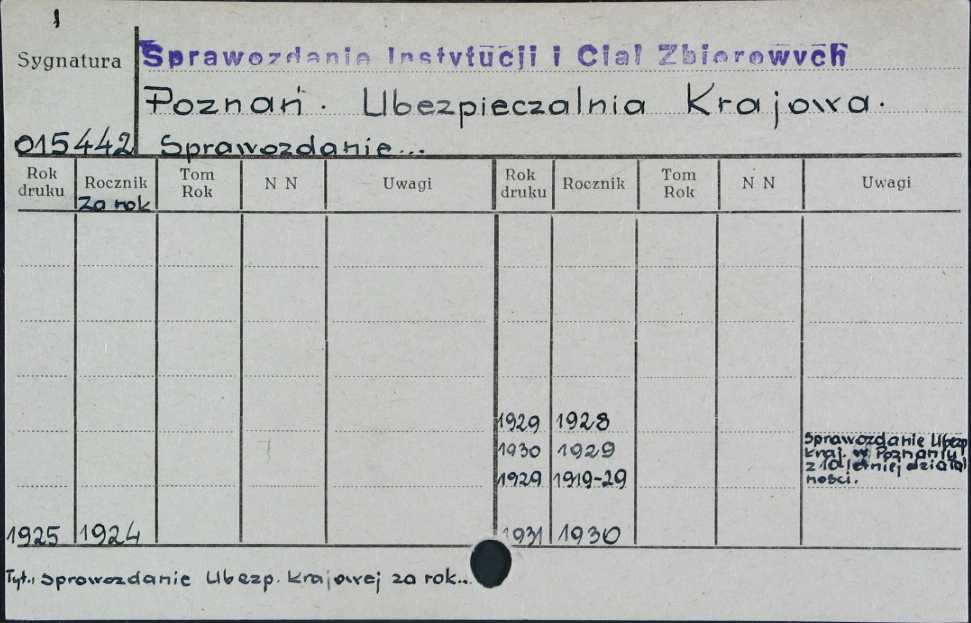 1
Sygnatura
Sprawozdanie Instytucji i Ciał Zbiorowych
Poznań. Ubezpieczalnia Krajowa.
015442 Sprawozdanie...
Rok druku Rocznik Tom Rok N N Uwagi Rok druku Rocznik Tom Rok N N Uwagi
Za rok
1929 1928
1930 1929
1929 1919-29
Sprawozdanie Ubezp
Kraj. w Poznaniu
z 10 letniej dział
ności.
1925 1924 1931 1930
Tyt.: Sprawozdanie Ubezp. Krajowej za rok...